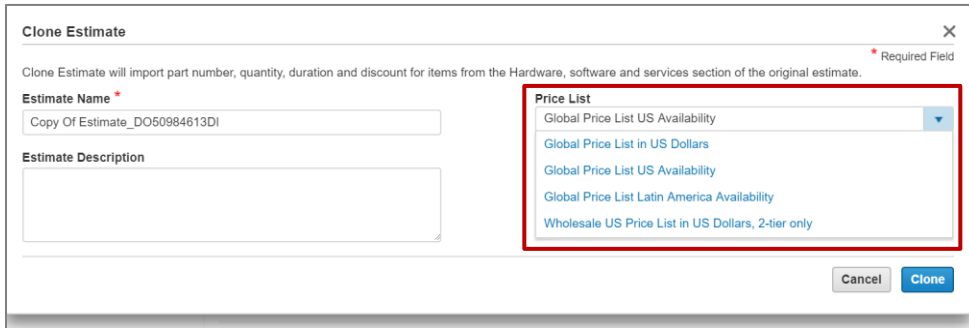 Clone Estimate
* Required Field
Clone Estimate will import part number, quantity, duration and discount for items from the Hardware, software and services section of the original estimate.
Estimate Name *
Copy Of Estimate_DO50984613DI
Estimate Description
Price List
Global Price List US Availability
Global Price List in US Dollars
Global Price List US Availability
Global Price List Latin America Availability
Wholesale US Price List in US Dollars, 2-tier only
Cancel
Clone